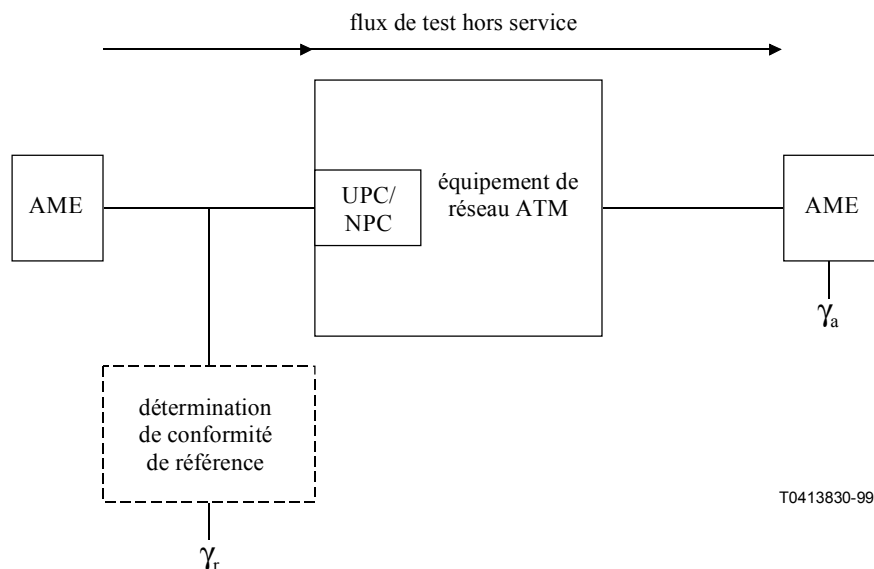 flux de test hors service
AME
UPC/
NPC
équipement de
réseau ATM
AME
γa
détermination
de conformité
de référence
γr
T0413830-99